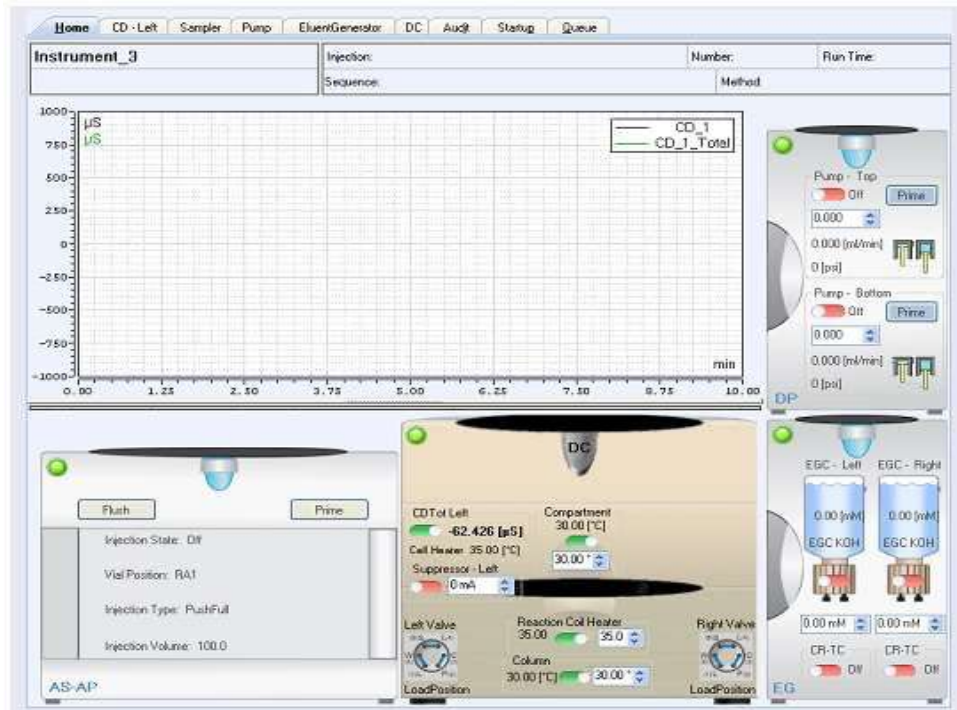 Home CD - Left Sampler Pump EluentGenerator DC Audit Startup Queue
Instrument_3
Injection: Number: Run Time:
Sequence: Method:
1000
750
500
250
0
-250
-500
-750
-1000
µS
µS
CD_1
CD_1_Total
min
0.00 1.25 2.50 3.75 5.00 6.25 7.50 8.75 10.00
Pump - Top
Off Prime
0.000
0.000 [ml/min]
0 [psi]
Pump - Bottom
Off Prime
0.000
0.000 [ml/min]
0 [psi]
DP
Flush Prime
Injection State: Off
Vial Position: RA1
Injection Type: PushFull
Injection Volume: 100.0
AS-AP
DC
CDTot Left
-62.426 [µS]
Cell Heater 35.00 [°C]
Suppressor - Left
0 mA
Compartment
30.00 [°C]
30.00 °
Left Valve
LoadPosition
Reaction Coil Heater
35.00 35.0
Column
30.00 [°C] 30.00 °
Right Valve
LoadPosition
EGC - Left EGC - Right
0.00 [mM] 0.00 [mM]
EGC KOH EGC KOH
0.00 mM 0.00 mM
CR-TC CR-TC
Off Off
EG